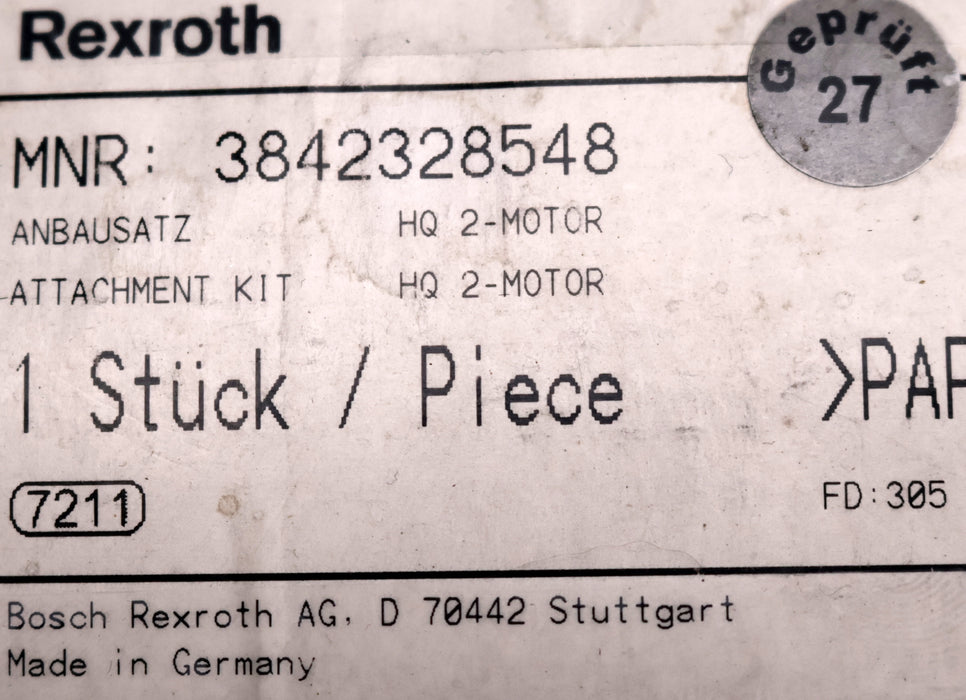 Rexroth
Geprüft
27
MNR: 3842328548
ANBAUSATZ HQ 2-MOTOR
ATTACHMENT KIT HQ 2-MOTOR
1 Stück / Piece >PAP
7211 FD:305
Bosch Rexroth AG, D 70442 Stuttgart
Made in Germany